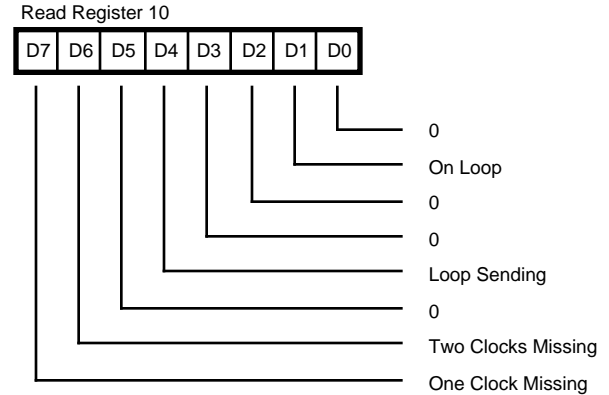 Read Register 10
D7 D6 D5 D4 D3 D2 D1 D0
0
On Loop
0
0
Loop Sending
0
Two Clocks Missing
One Clock Missing